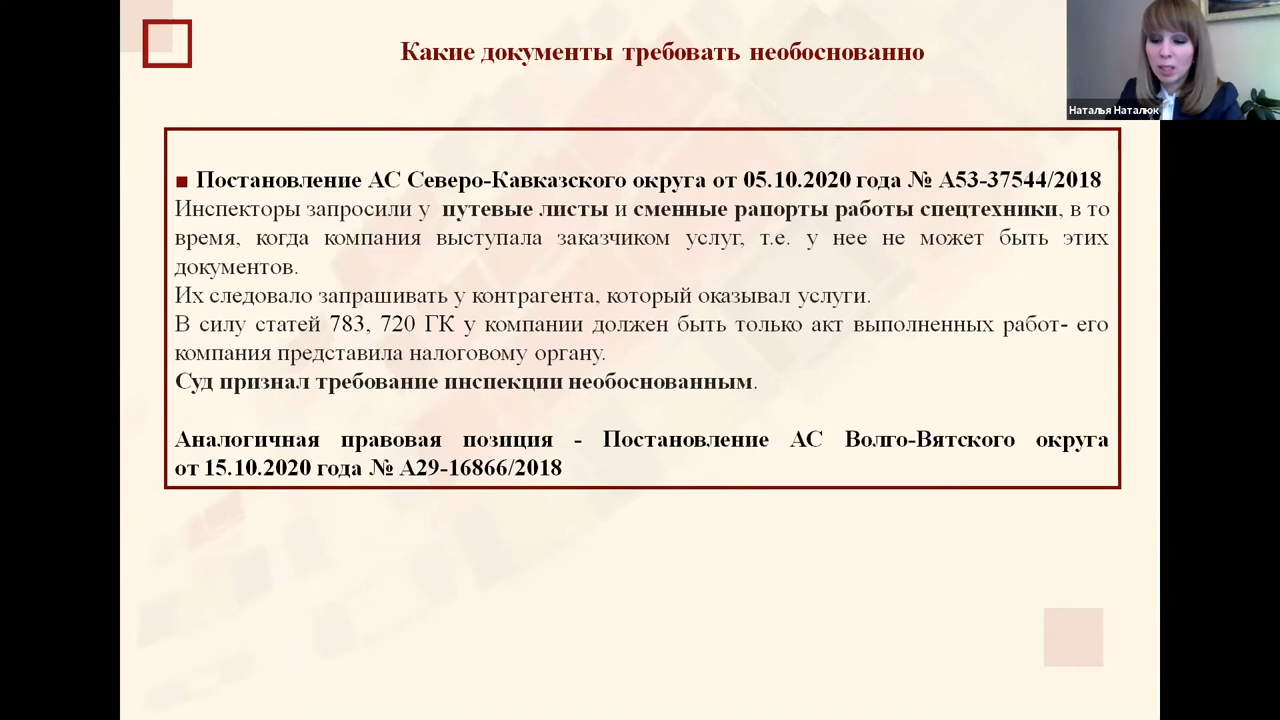 Какие документы требовать необоснованно
Наталья Наталюк
■ Постановление АС Северо-Кавказского округа от 05.10.2020 года № А53-37544/2018
Инспекторы запросили у путевые листы и сменные рапорты работы спецтехники, в то
время, когда компания выступала заказчиком услуг, т.е. у нее не может быть этих
документов.
Их следовало запрашивать у контрагента, который оказывал услуги.
В силу статей 783, 720 ГК у компании должен быть только акт выполненных работ- его
компания представила налоговому органу.
Суд признал требование инспекции необоснованным.
Аналогичная правовая позиция - Постановление АС Волго-Вятского округа
от 15.10.2020 года № А29-16866/2018